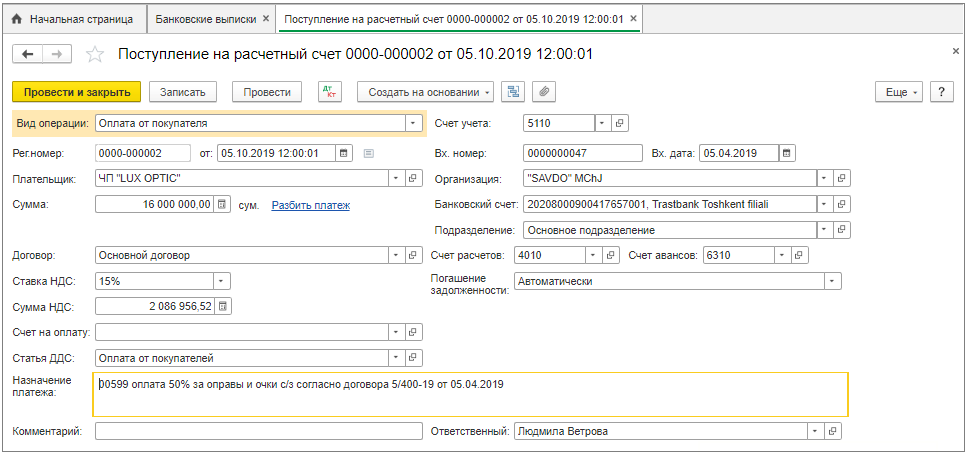 Начальная страница Банковские выписки × Поступление на расчетный счет 0000-000002 от 05.10.2019 12:00:01 ×
Поступление на расчетный счет 0000-000002 от 05.10.2019 12:00:01 ×
Провести и закрыть Записать Провести Дт Кт Создать на основании Еще ?
Вид операции: Оплата от покупателя Счет учета: 5110
Рег.номер: 0000-000002 от: 05.10.2019 12:00:01 Вх. номер: 0000000047 Вх. дата: 05.04.2019
Плательщик: ЧП "LUX OPTIC" Организация: "SAVDO" MChJ
Сумма: 16 000 000,00 сум. Разбить платеж Банковский счет: 20208000900417657001, Trastbank Toshkent filiali
Подразделение: Основное подразделение
Договор: Основной договор Счет расчетов: 4010 Счет авансов: 6310
Ставка НДС: 15% Погашение задолженности: Автоматически
Сумма НДС: 2 086 956,52
Счет на оплату:
Статья ДДС: Оплата от покупателей
Назначение платежа: 00599 оплата 50% за оправы и очки с/з согласно договора 5/400-19 от 05.04.2019
Комментарий: Ответственный: Людмила Ветрова